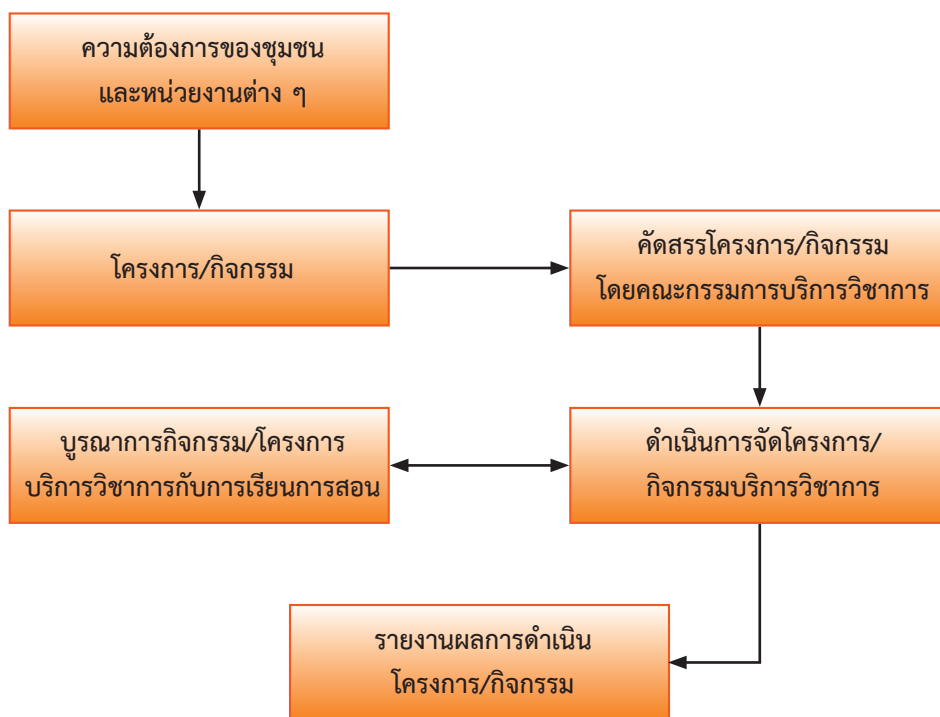 ความต้องการของชุมชน
และหน่วยงานต่าง ๆ
โครงการ/กิจกรรม
คัดสรรโครงการ/กิจกรรม
โดยคณะกรรมการบริการวิชาการ
บูรณาการกิจกรรม/โครงการ
บริการวิชาการกับการเรียนการสอน
ดำเนินการจัดโครงการ/
กิจกรรมบริการวิชาการ
รายงานผลการดำเนิน
โครงการ/กิจกรรม